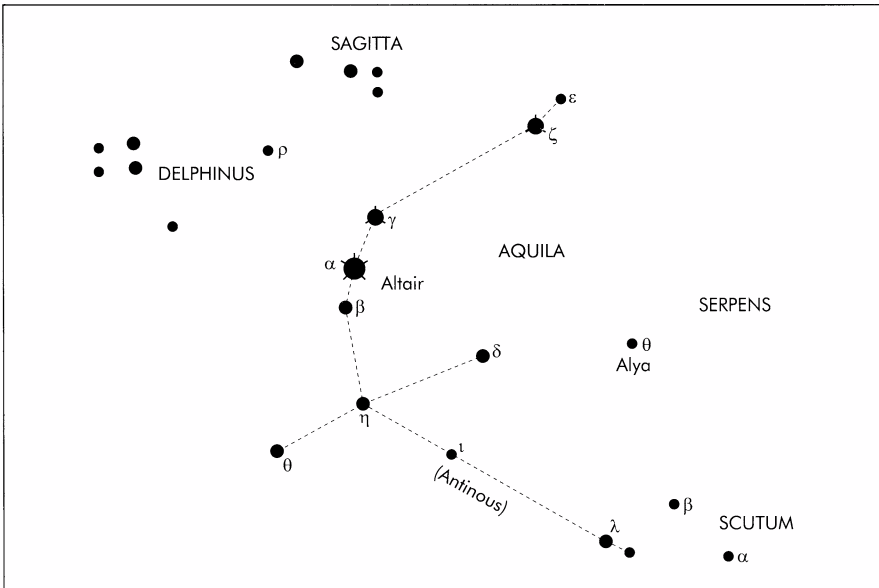 SAGITTA
ε
ζ
ρ
DELPHINUS
γ
AQUILA
α
Altair
β
SERPENS
θ
Alya
δ
η
θ
ι
(Antinous)
β
λ
SCUTUM
α